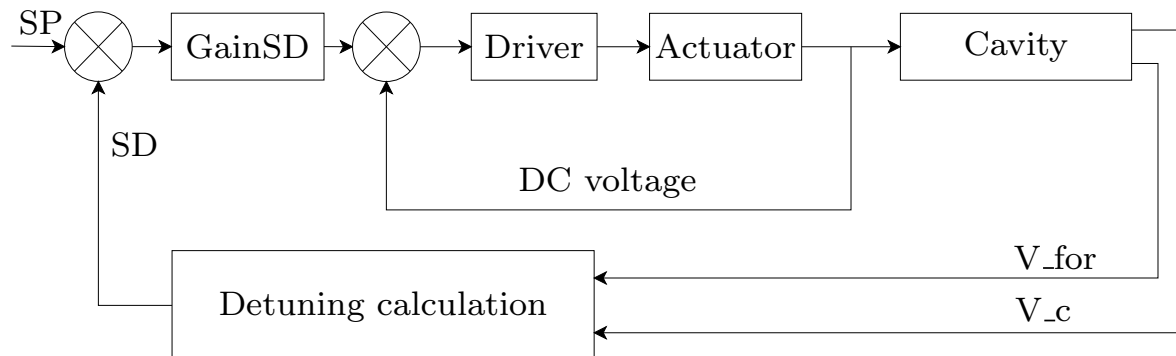 SP
GainSD
Driver
Actuator
Cavity
SD
DC voltage
V_for
Detuning calculation
V_c